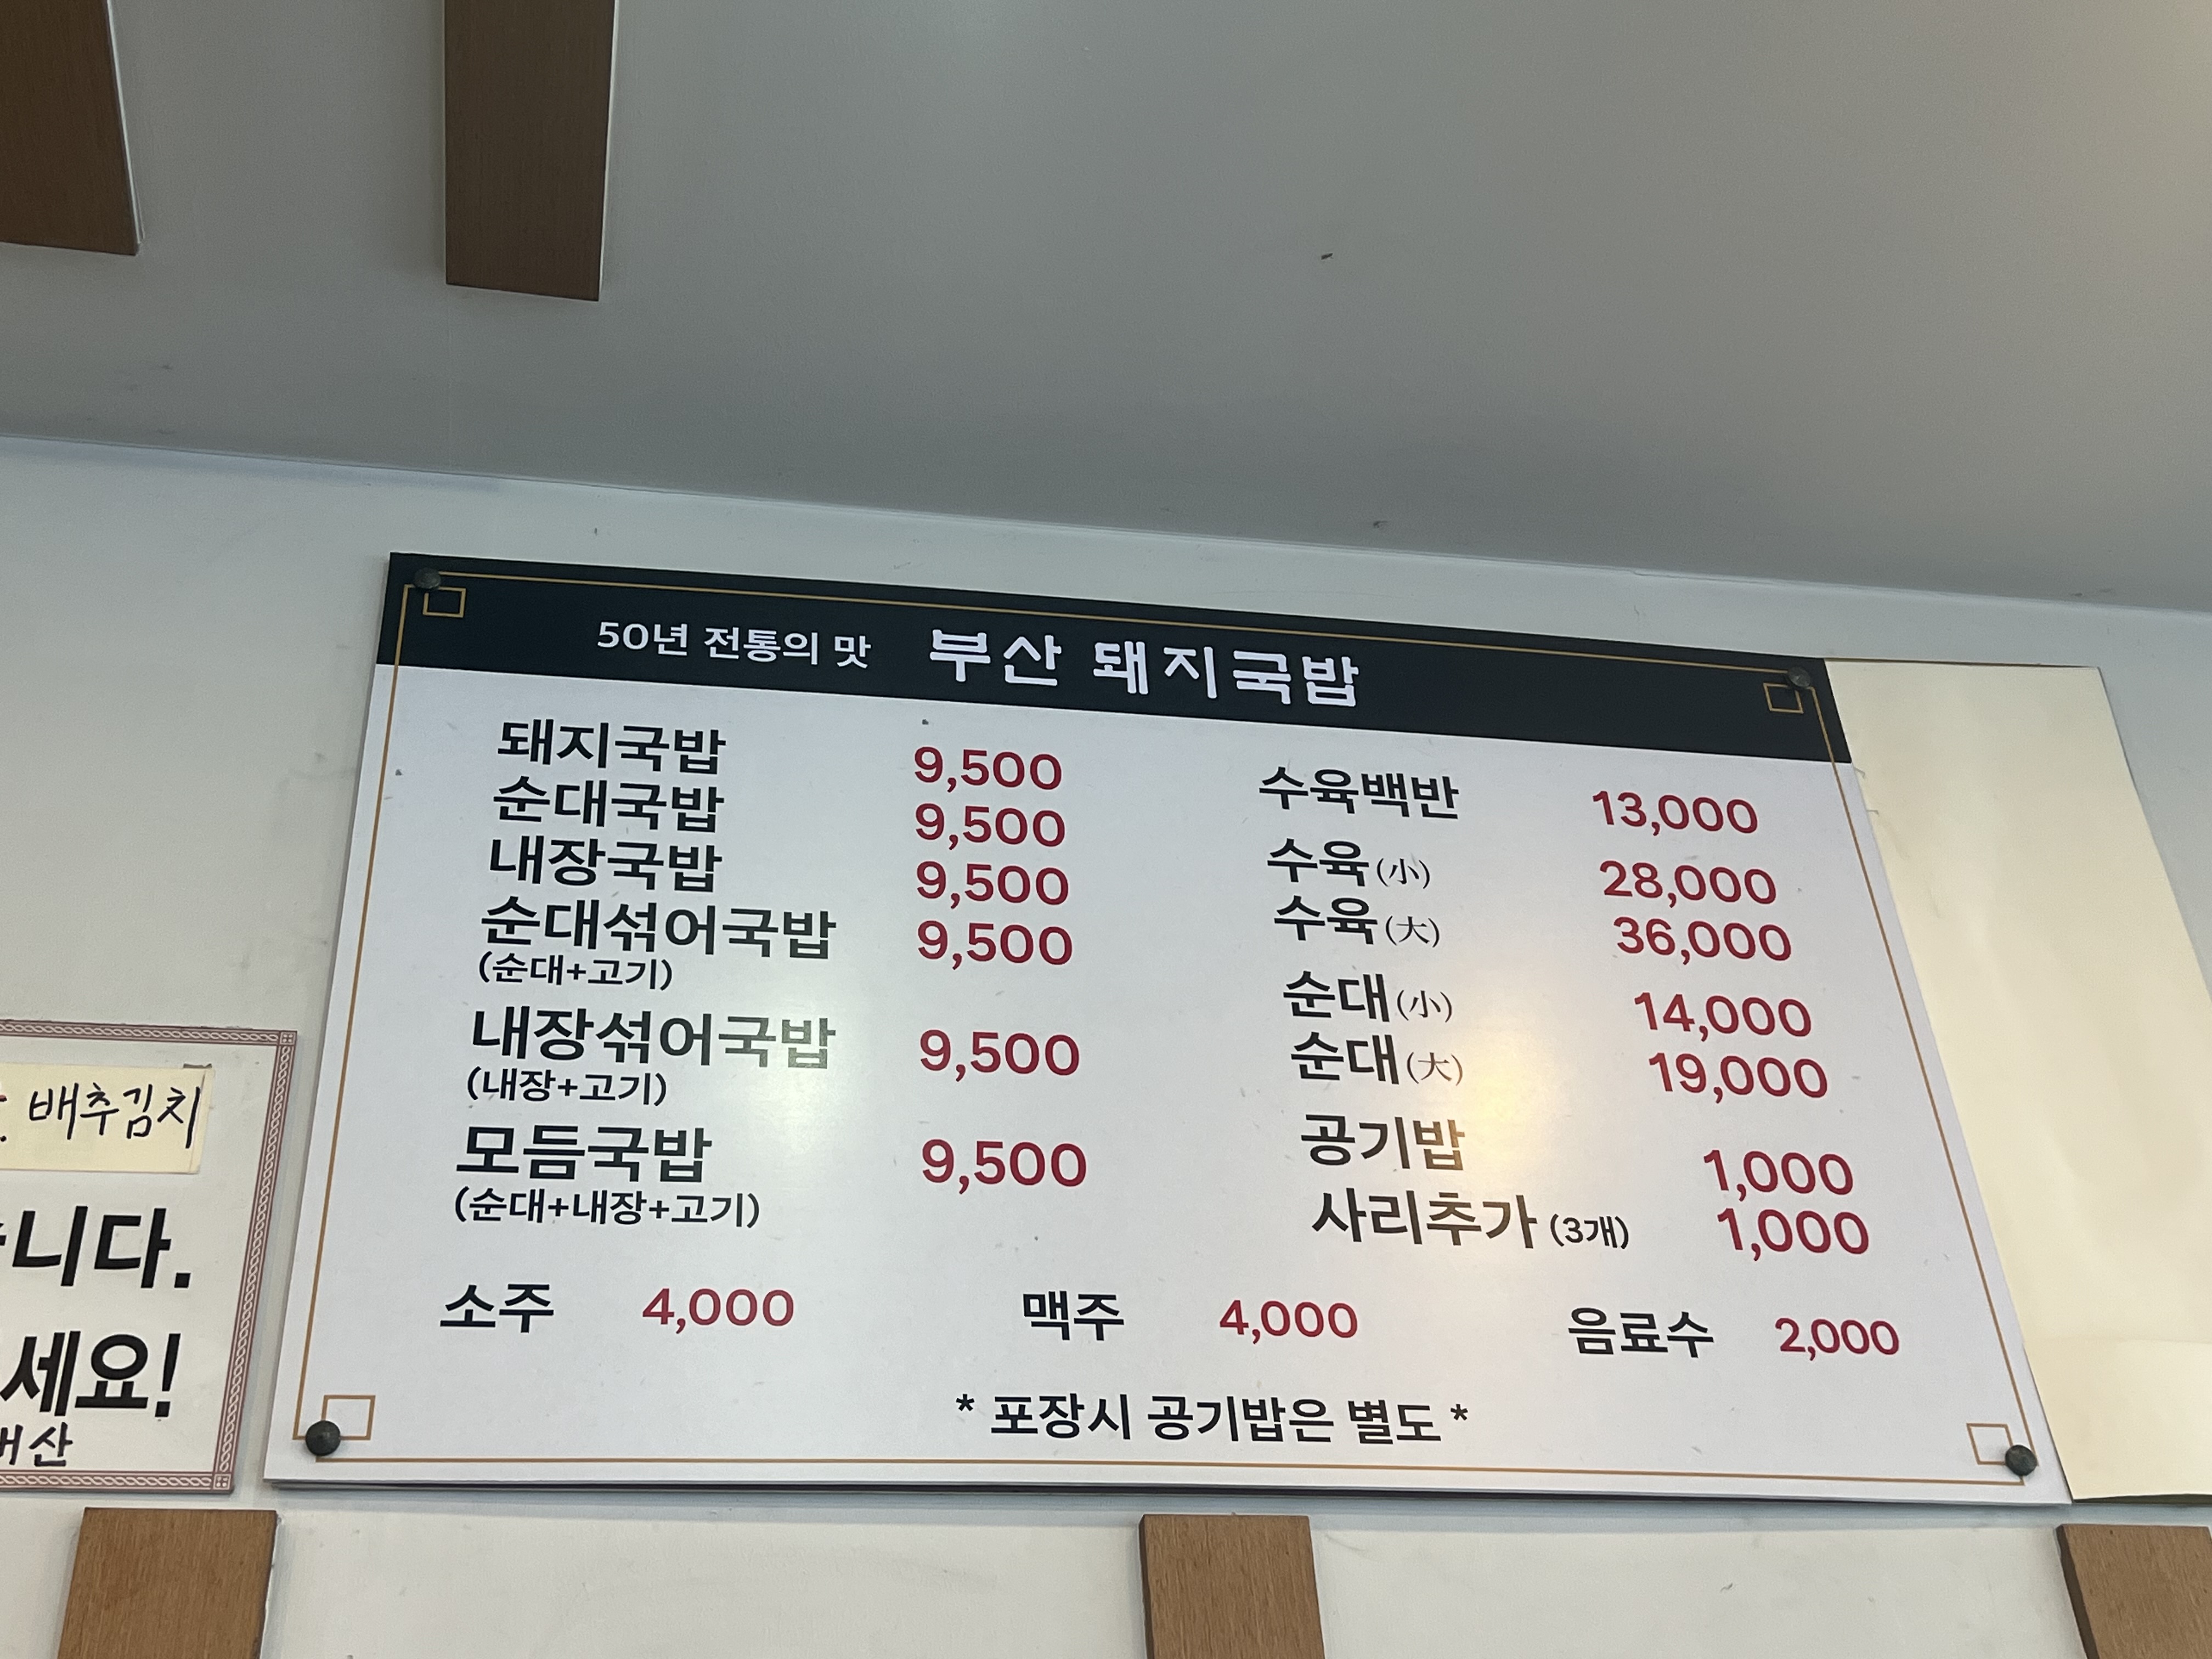 50년 전통의 맛 부산 돼지국밥
돼지국밥 9,500
순대국밥 9,500
내장국밥 9,500
순대섞어국밥 9,500
(순대+고기)
내장섞어국밥 9,500
(내장+고기)
모듬국밥 9,500
(순대+내장+고기)
수육백반 13,000
수육(小) 28,000
수육(大) 36,000
순대(小) 14,000
순대(大) 19,000
공기밥 1,000
사리추가 (3개) 1,000
소주 4,000 맥주 4,000 음료수 2,000
* 포장시 공기밥은 별도 *
배추김치
니다.
세요!